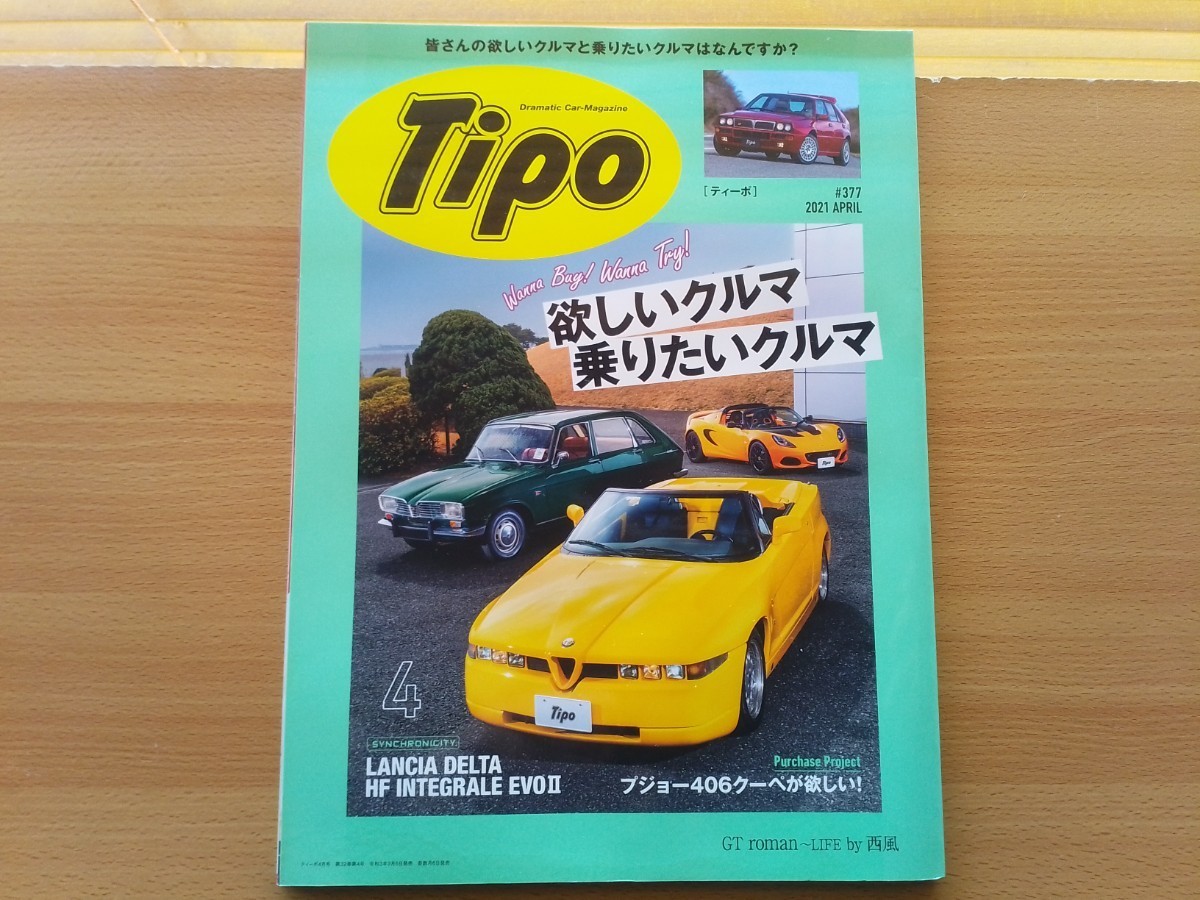 皆さんの欲しいクルマと乗りたいクルマはなんですか?
Dramatic Car-Magazine
Tipo
[ティーポ]
#377
2021 APRIL
Wanna Buy! Wanna Try!
欲しいクルマ
乗りたいクルマ
Tipo
Tipo
4
SYNCHRONICITY
LANCIA DELTA
HF INTEGRALE EVOII
Purchase Project
プジョー406クーペが欲しい!
GT roman~LIFE by 西風